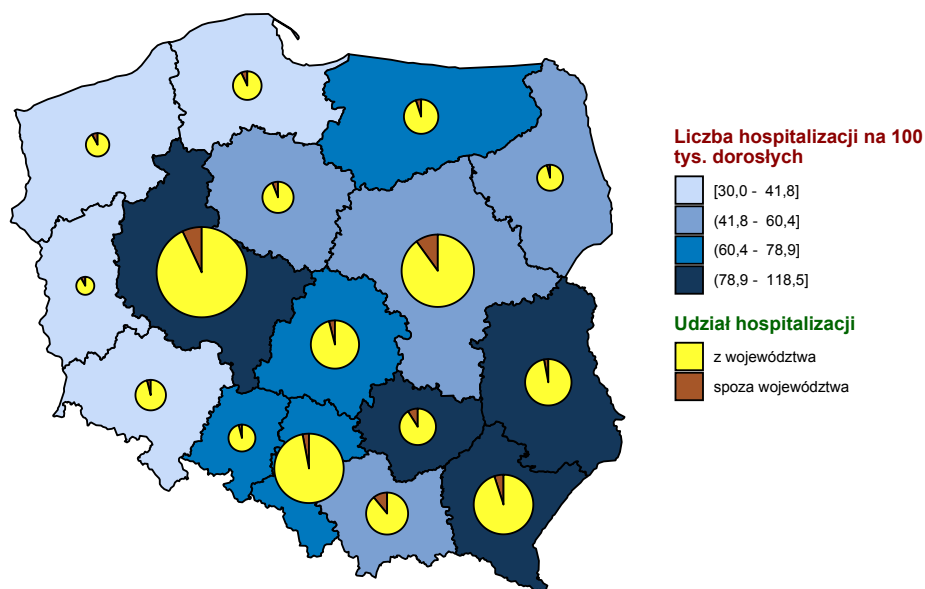 Liczba hospitalizacji na 100
tys. dorosłych
[30,0 - 41,8]
(41,8 - 60,4]
(60,4 - 78,9]
(78,9 - 118,5]
Udział hospitalizacji
z województwa
spoza województwa